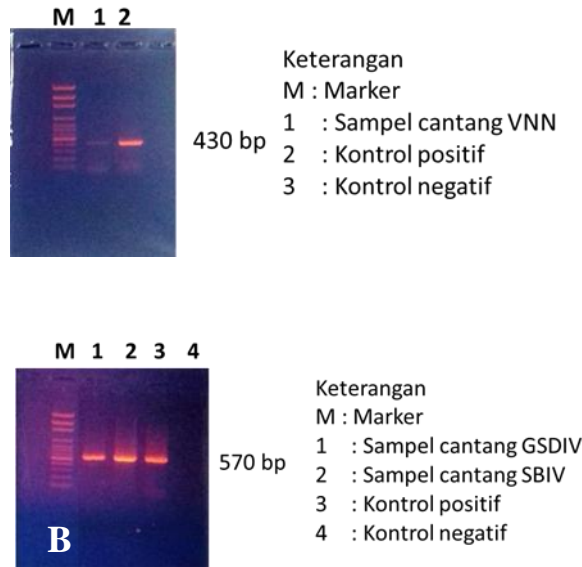 M 1 2
430 bp
Keterangan
M : Marker
1 : Sampel cantang VNN
2 : Kontrol positif
3 : Kontrol negatif
M 1 2 3 4
570 bp
B
Keterangan
M : Marker
1 : Sampel cantang GSDIV
2 : Sampel cantang SBIV
3 : Kontrol positif
4 : Kontrol negatif